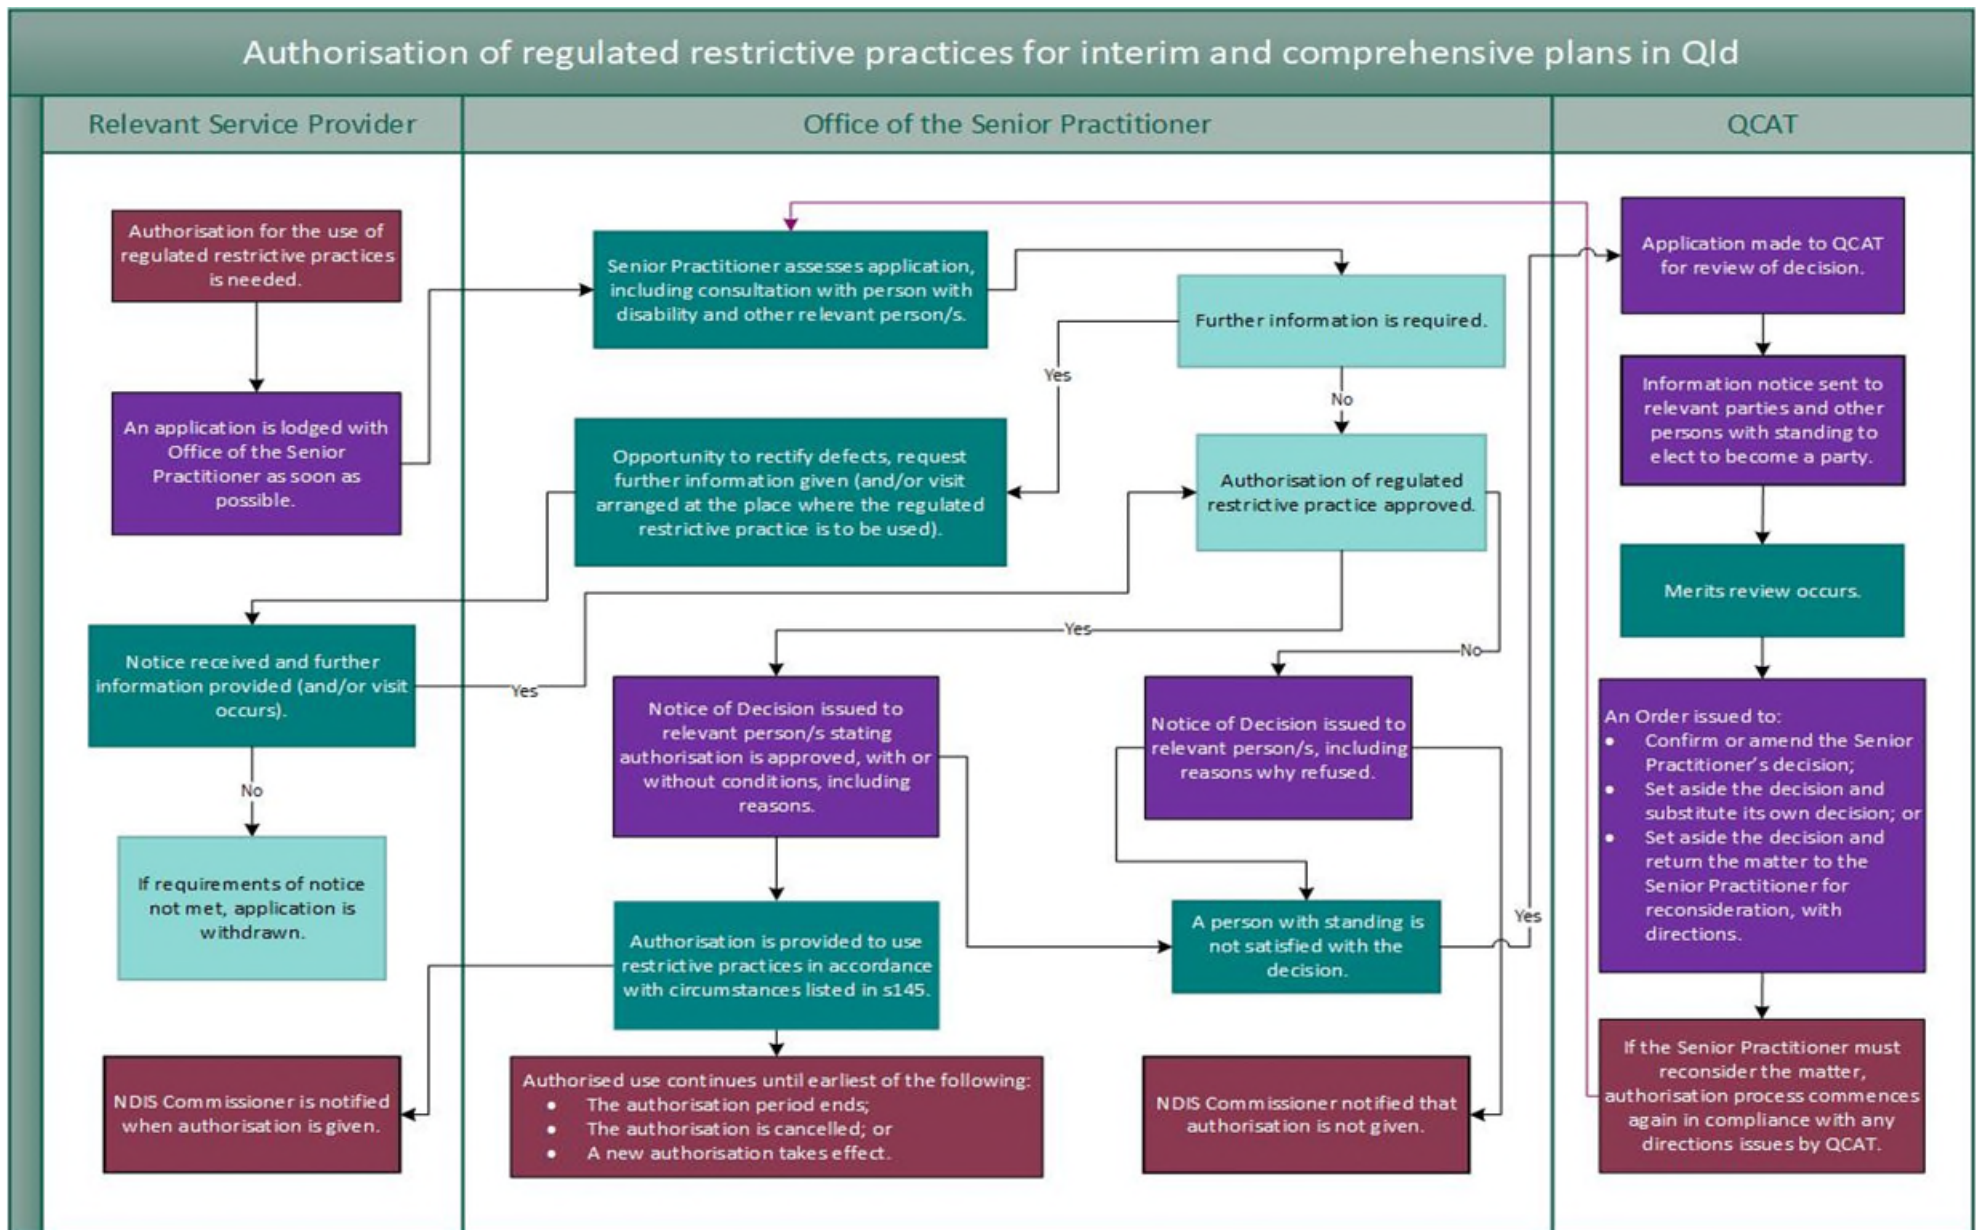 Authorisation of regulated restrictive practices for interim and comprehensive plans in Qld
Relevant Service Provider
Office of the Senior Practitioner
QCAT
Authorisation for the use of
regulated restrictive practices
is needed.
An application is lodged with
Office of the Senior
Practitioner as soon as
possible.
Notice received and further
information provided (and/or visit
occurs).
Yes
No
If requirements of notice
not met, application is
withdrawn.
NDIS Commissioner is notified
when authorisation is given.
Senior Practitioner assesses application,
including consultation with person with
disability and other relevant person/s.
Further information is required.
Yes
No
Opportunity to rectify defects, request
further information given (and/or visit
arranged at the place where the regulated
restrictive practice is to be used).
Authorisation of regulated
restrictive practice approved.
Yes
No
Notice of Decision issued to
relevant person/s stating
authorisation is approved, with or
without conditions, including
reasons.
Notice of Decision issued to
relevant person/s, including
reasons why refused.
Authorisation is provided to use
restrictive practices in accordance
with circumstances listed in s145.
A person with standing is
not satisfied with the
decision.
Yes
Authorised use continues until earliest of the following:
• The authorisation period ends;
• The authorisation is cancelled; or
• A new authorisation takes effect.
NDIS Commissioner notified that
authorisation is not given.
Application made to QCAT
for review of decision.
Information notice sent to
relevant parties and other
persons with standing to
elect to become a party.
Merits review occurs.
An Order issued to:
• Confirm or amend the Senior
Practitioner's decision;
• Set aside the decision and
substitute its own decision; or
• Set aside the decision and
return the matter to the
Senior Practitioner for
reconsideration, with
directions.
If the Senior Practitioner must
reconsider the matter,
authorisation process commences
again in compliance with any
directions issues by QCAT.